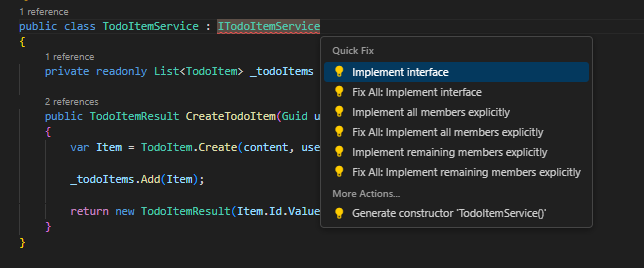 1 reference
public class TodoItemService : ITodoItemService
{
1 reference
private readonly List<TodoItem> _todoItems
2 references
public TodoItemResult CreateTodoItem(Guid u
{
var Item = TodoItem.Create(content, use
_todoItems.Add(Item);
return new TodoItemResult(Item.Id.Value
}
}
Quick Fix
Implement interface
Fix All: Implement interface
Implement all members explicitly
Fix All: Implement all members explicitly
Implement remaining members explicitly
Fix All: Implement remaining members explicitly
More Actions...
Generate constructor 'TodoItemService()'